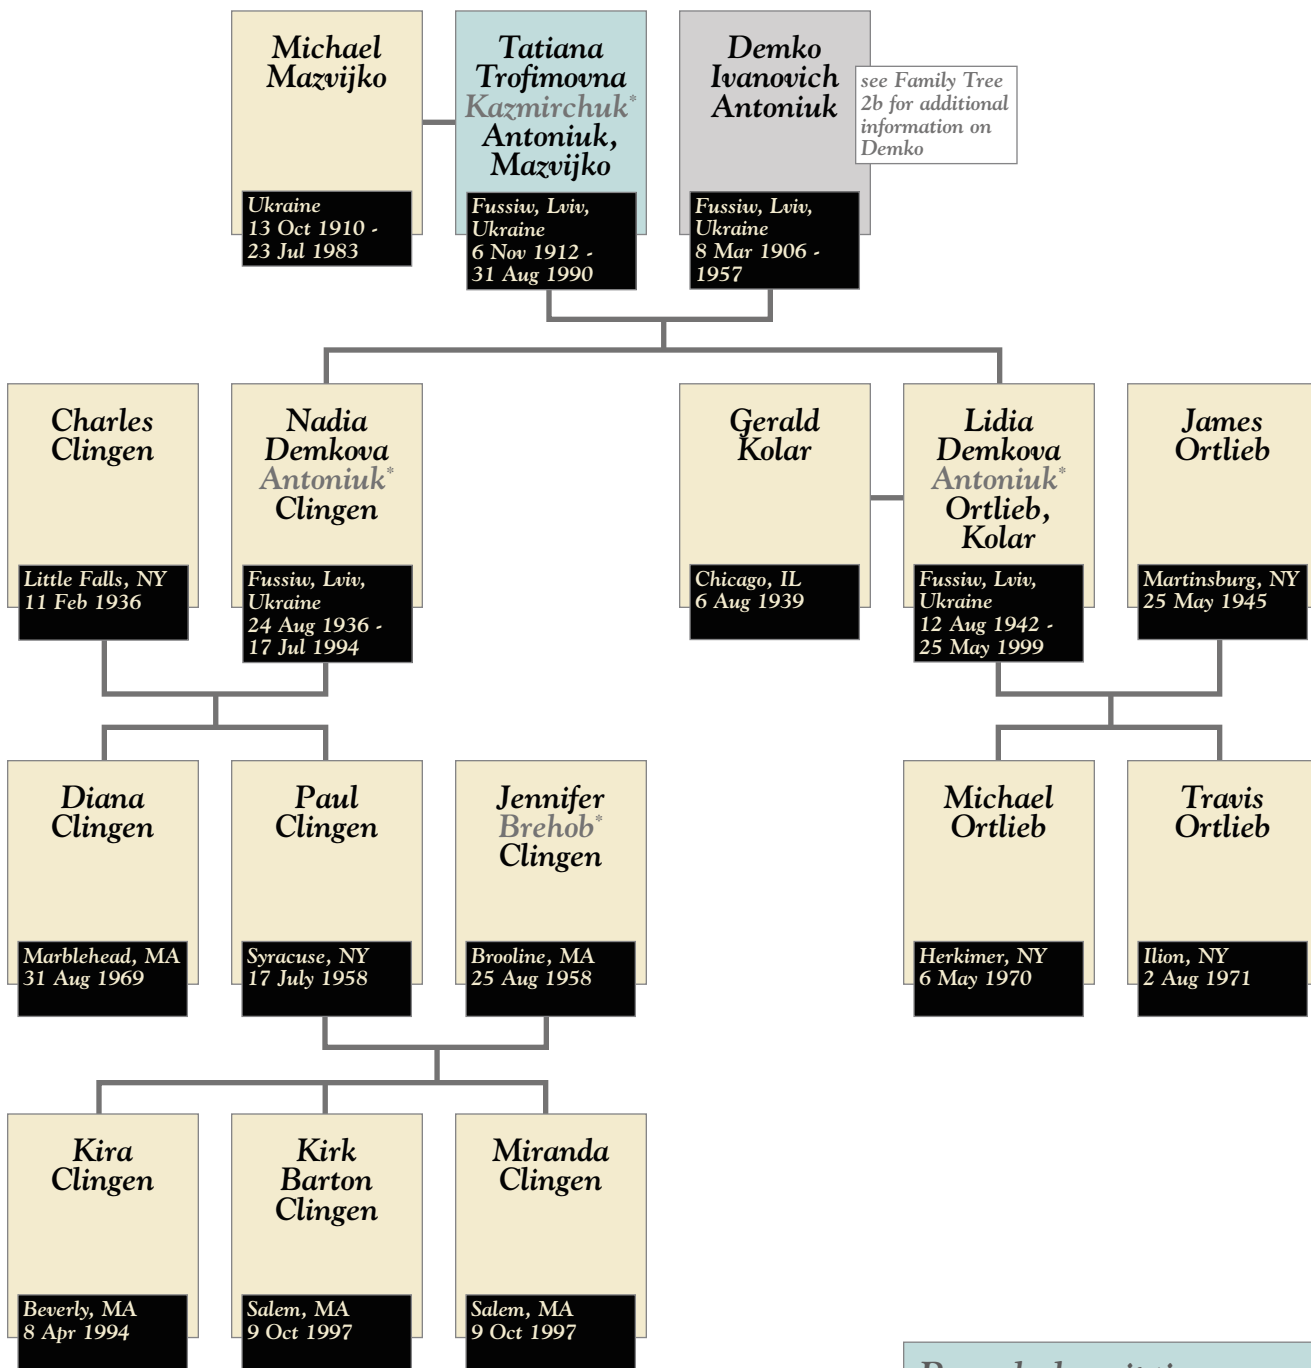 Michael
Mazvijko
Ukraine
13 Oct 1910 -
23 Jul 1983
Tatiana
Trofimovna
Kazmirchuk*
Antoniuk,
Mazvijko
Fussiw, Lviv,
Ukraine
6 Nov 1912 -
31 Aug 1990
Demko
Ivanovich
Antoniuk
Fussiw, Lviv,
Ukraine
8 Mar 1906 -
1957
see Family Tree
2b for additional
information on
Demko
Charles
Clingen
Little Falls, NY
11 Feb 1936
Nadia
Demkova
Antoniuk*
Clingen
Fussiw, Lviv,
Ukraine
24 Aug 1936 -
17 Jul 1994
Gerald
Kolar
Chicago, IL
6 Aug 1939
Lidia
Demkova
Antoniuk*
Ortlieb,
Kolar
Fussiw, Lviv,
Ukraine
12 Aug 1942 -
25 May 1999
James
Ortlieb
Martinsburg, NY
25 May 1945
Diana
Clingen
Marblehead, MA
31 Aug 1969
Paul
Clingen
Syracuse, NY
17 July 1958
Jennifer
Brehob*
Clingen
Brooline, MA
25 Aug 1958
Michael
Ortlieb
Herkimer, NY
6 May 1970
Travis
Ortlieb
Ilion, NY
2 Aug 1971
Kira
Clingen
Beverly, MA
8 Apr 1994
Kirk
Barton
Clingen
Salem, MA
9 Oct 1997
Miranda
Clingen
Salem, MA
9 Oct 1997